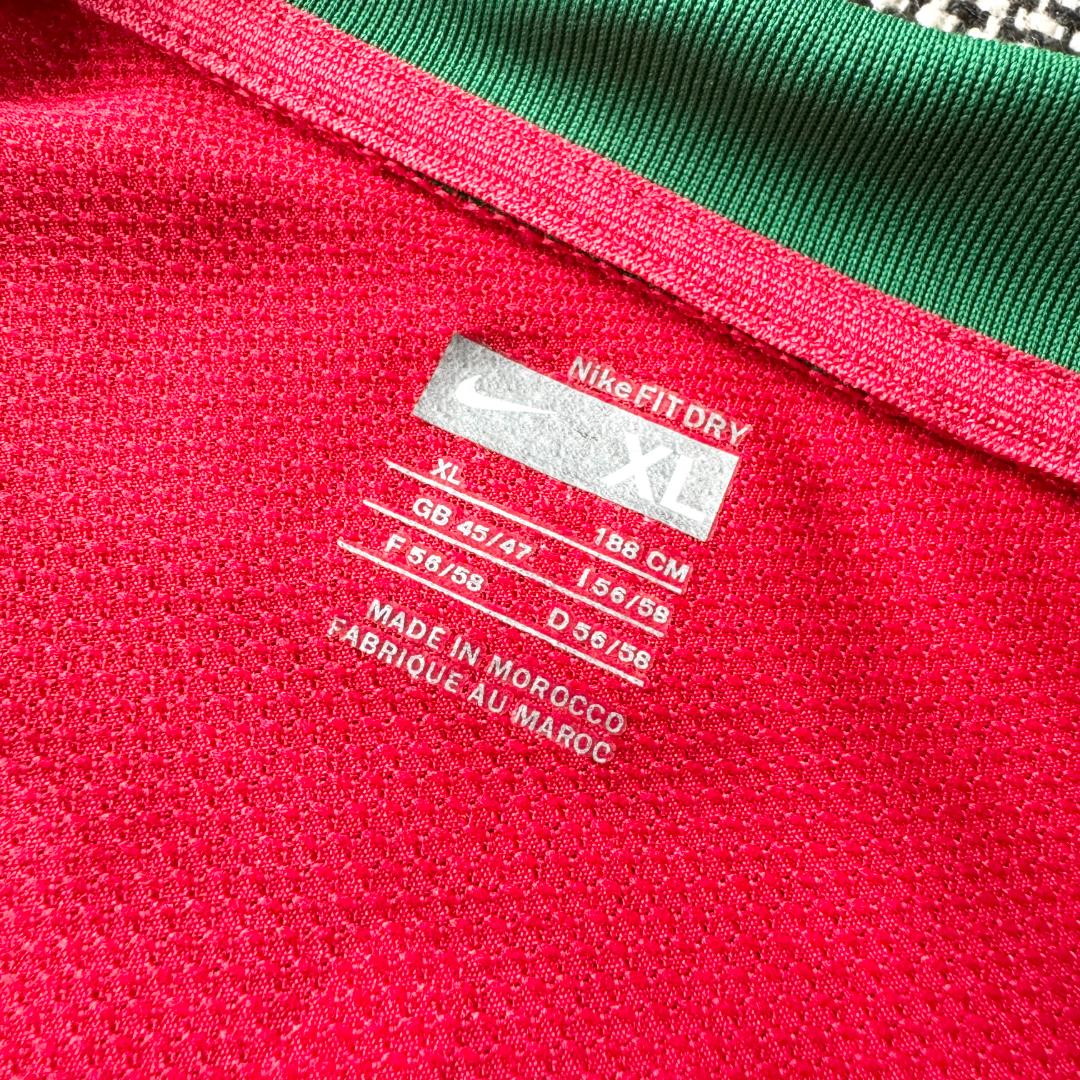 Nike FIT DRY
XL
XL 188 CM
GB 45/47 I 56/58
F 56/58 D 56/58
MADE IN MOROCCO
FABRIQUE AU MAROC